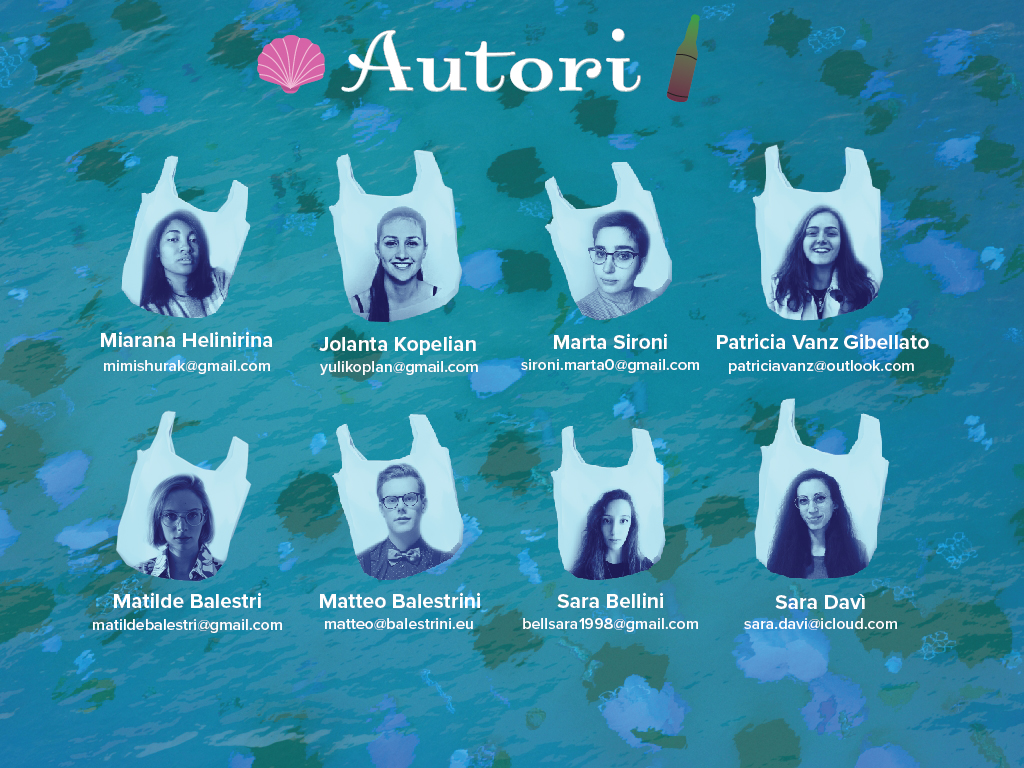 Autori
Miarana Helinirina
mimishurak@gmail.com
Jolanta Kopelian
yulikoplan@gmail.com
Marta Sironi
sironi.marta0@gmail.com
Patricia Vanz Gibellato
patriciavanz@outlook.com
Matilde Balestri
matildebalestri@gmail.com
Matteo Balestrini
matteo@balestrini.eu
Sara Bellini
bellsara1998@gmail.com
Sara Davì
sara.davi@icloud.com